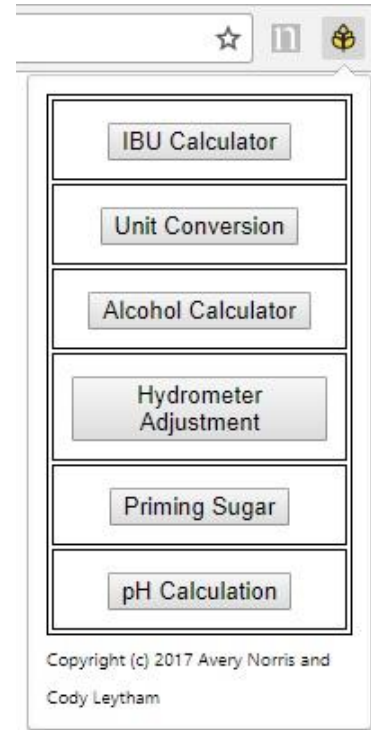 n
IBU Calculator
Unit Conversion
Alcohol Calculator
Hydrometer
Adjustment
Priming Sugar
pH Calculation
Copyright (c) 2017 Avery Norris and
Cody Leytham